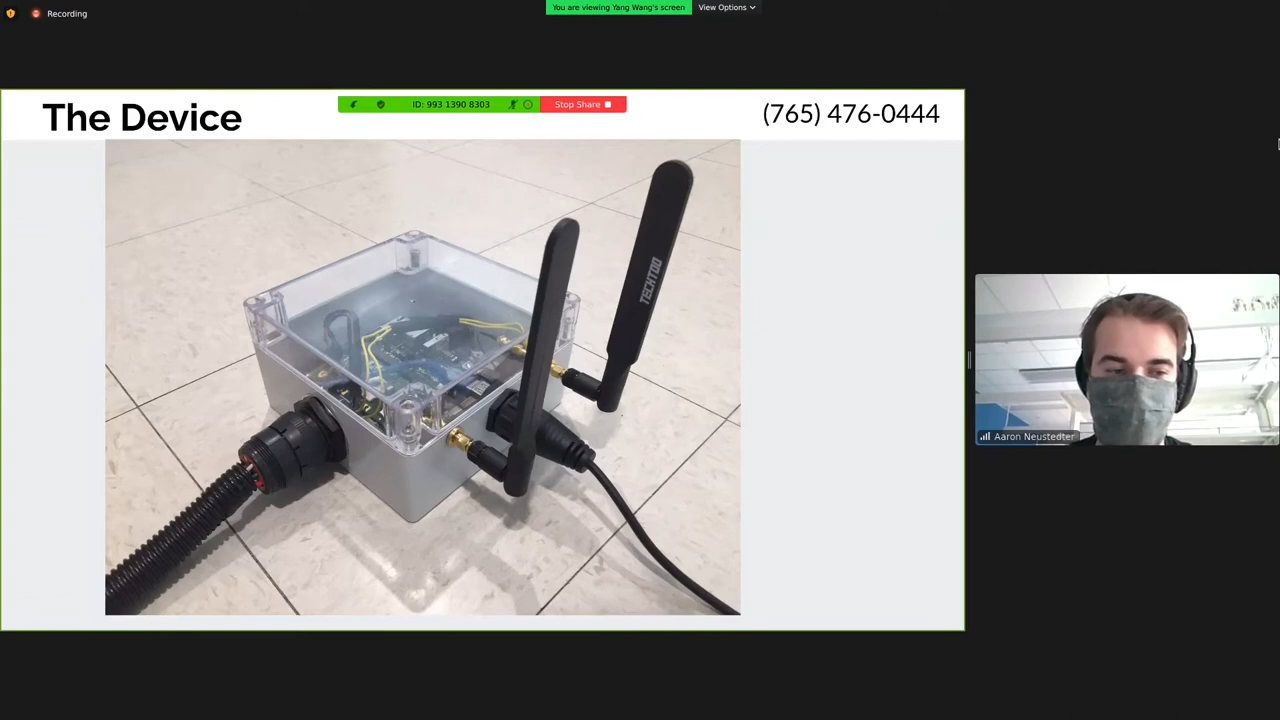 Recording
You are viewing Yang Wang's screen
View Options
The Device
ID: 993 1390 8303
Stop Share
(765) 476-0444
TECKTOO
Aaron Neustedter